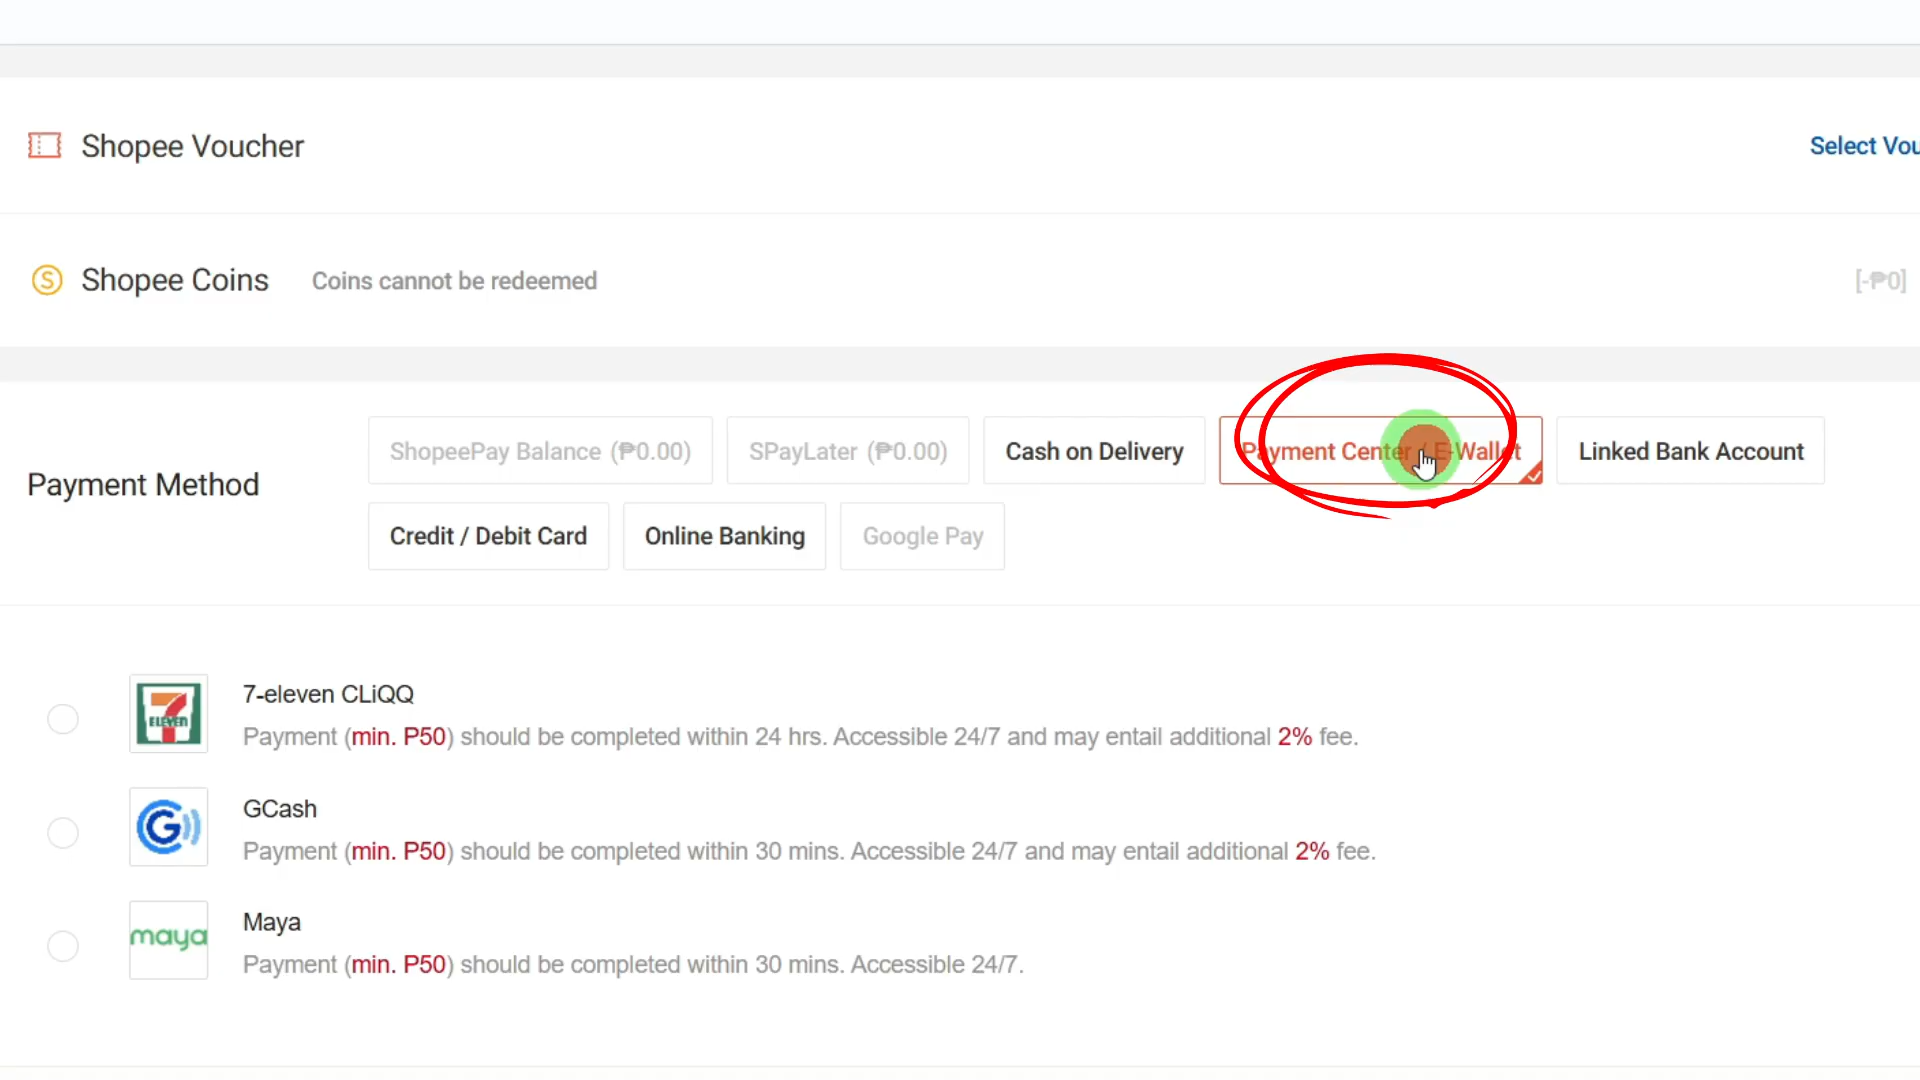 Shopee Voucher
Select Vou
Shopee Coins Coins cannot be redeemed [-₱0]
Payment Method
ShopeePay Balance (₱0.00) SPayLater (₱0.00) Cash on Delivery Payment Center / E-Wallet Linked Bank Account
Credit / Debit Card Online Banking Google Pay
7-eleven CLiQQ
7 ELEVEN
Payment (min. P50) should be completed within 24 hrs. Accessible 24/7 and may entail additional 2% fee.
GCash
G
Payment (min. P50) should be completed within 30 mins. Accessible 24/7 and may entail additional 2% fee.
Maya
maya
Payment (min. P50) should be completed within 30 mins. Accessible 24/7.